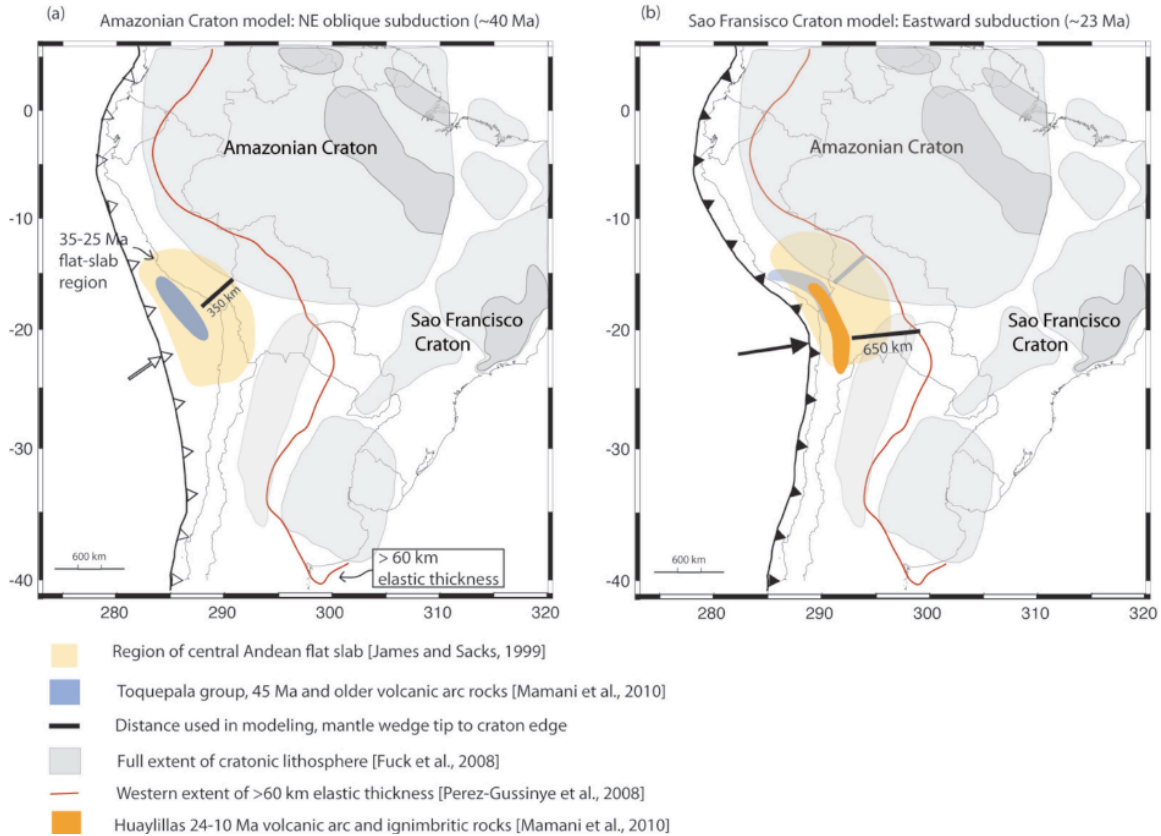 (a) Amazonian Craton model: NE oblique subduction (~40 Ma)
0
-10
-20
-30
-40
Amazonian Craton
35-25 Ma
flat-slab
region
350 km
Sao Francisco
Craton
600 km
> 60 km
elastic thickness
280 290 300 310 320
(b) Sao Fransisco Craton model: Eastward subduction (~23 Ma)
0
-10
-20
-30
-40
Amazonian Craton
Sao Francisco
Craton
650 km
600 km
280 290 300 310 320
Region of central Andean flat slab [James and Sacks, 1999]
Toquepala group, 45 Ma and older volcanic arc rocks [Mamani et al., 2010]
Distance used in modeling, mantle wedge tip to craton edge
Full extent of cratonic lithosphere [Fuck et al., 2008]
Western extent of >60 km elastic thickness [Perez-Gussinye et al., 2008]
Huaylillas 24-10 Ma volcanic arc and ignimbritic rocks [Mamani et al., 2010]